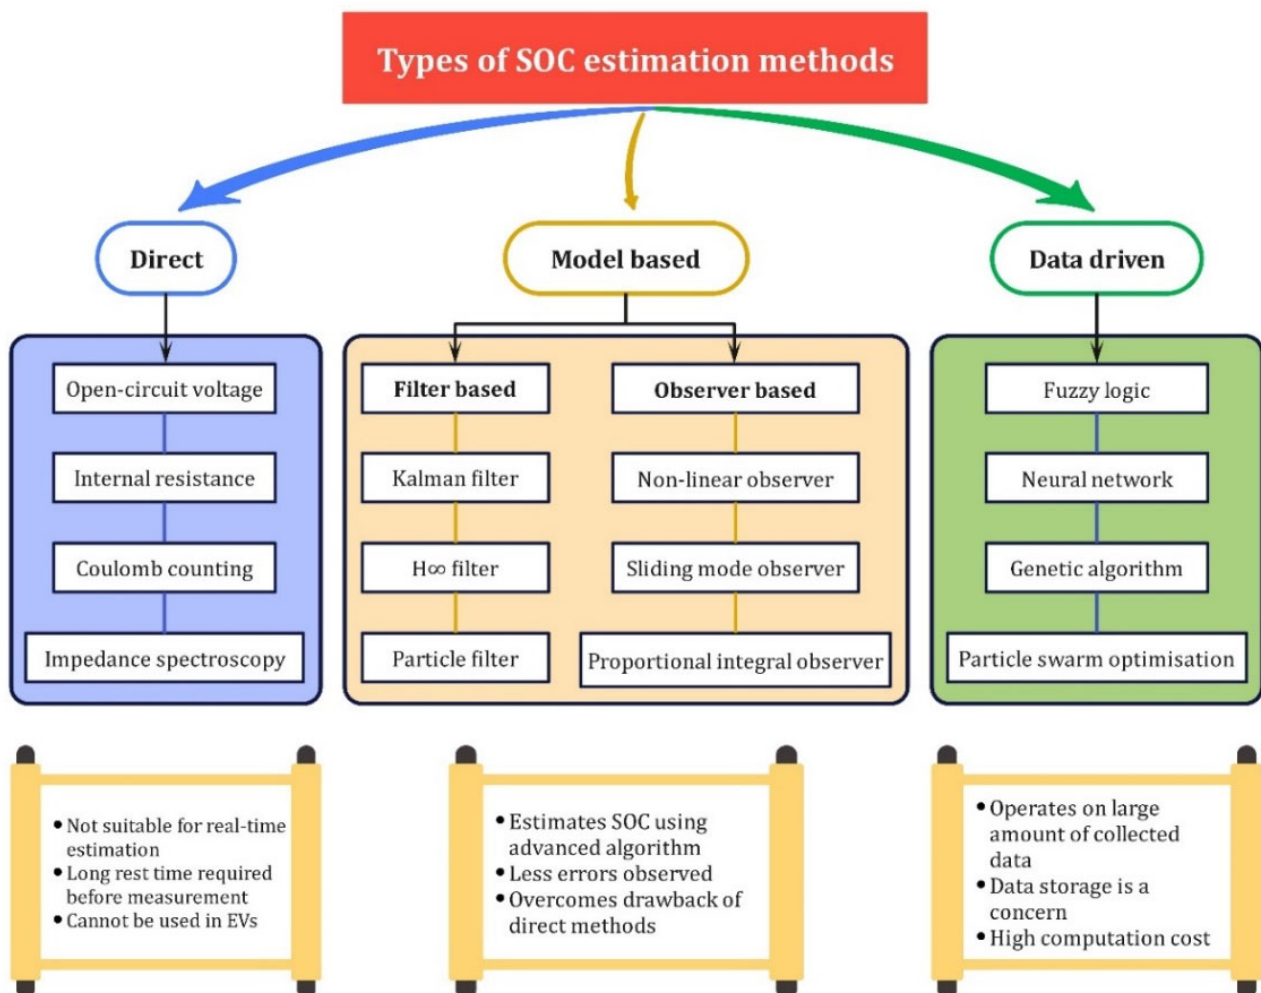 Types of SOC estimation methods
Direct
Model based
Data driven
Open-circuit voltage
Internal resistance
Coulomb counting
Impedance spectroscopy
Filter based
Kalman filter
H∞ filter
Particle filter
Observer based
Non-linear observer
Sliding mode observer
Proportional integral observer
Fuzzy logic
Neural network
Genetic algorithm
Particle swarm optimisation
• Not suitable for real-time
estimation
• Long rest time required
before measurement
• Cannot be used in EVs
• Estimates SOC using
advanced algorithm
• Less errors observed
• Overcomes drawback of
direct methods
• Operates on large
amount of collected
data
• Data storage is a
concern
• High computation cost